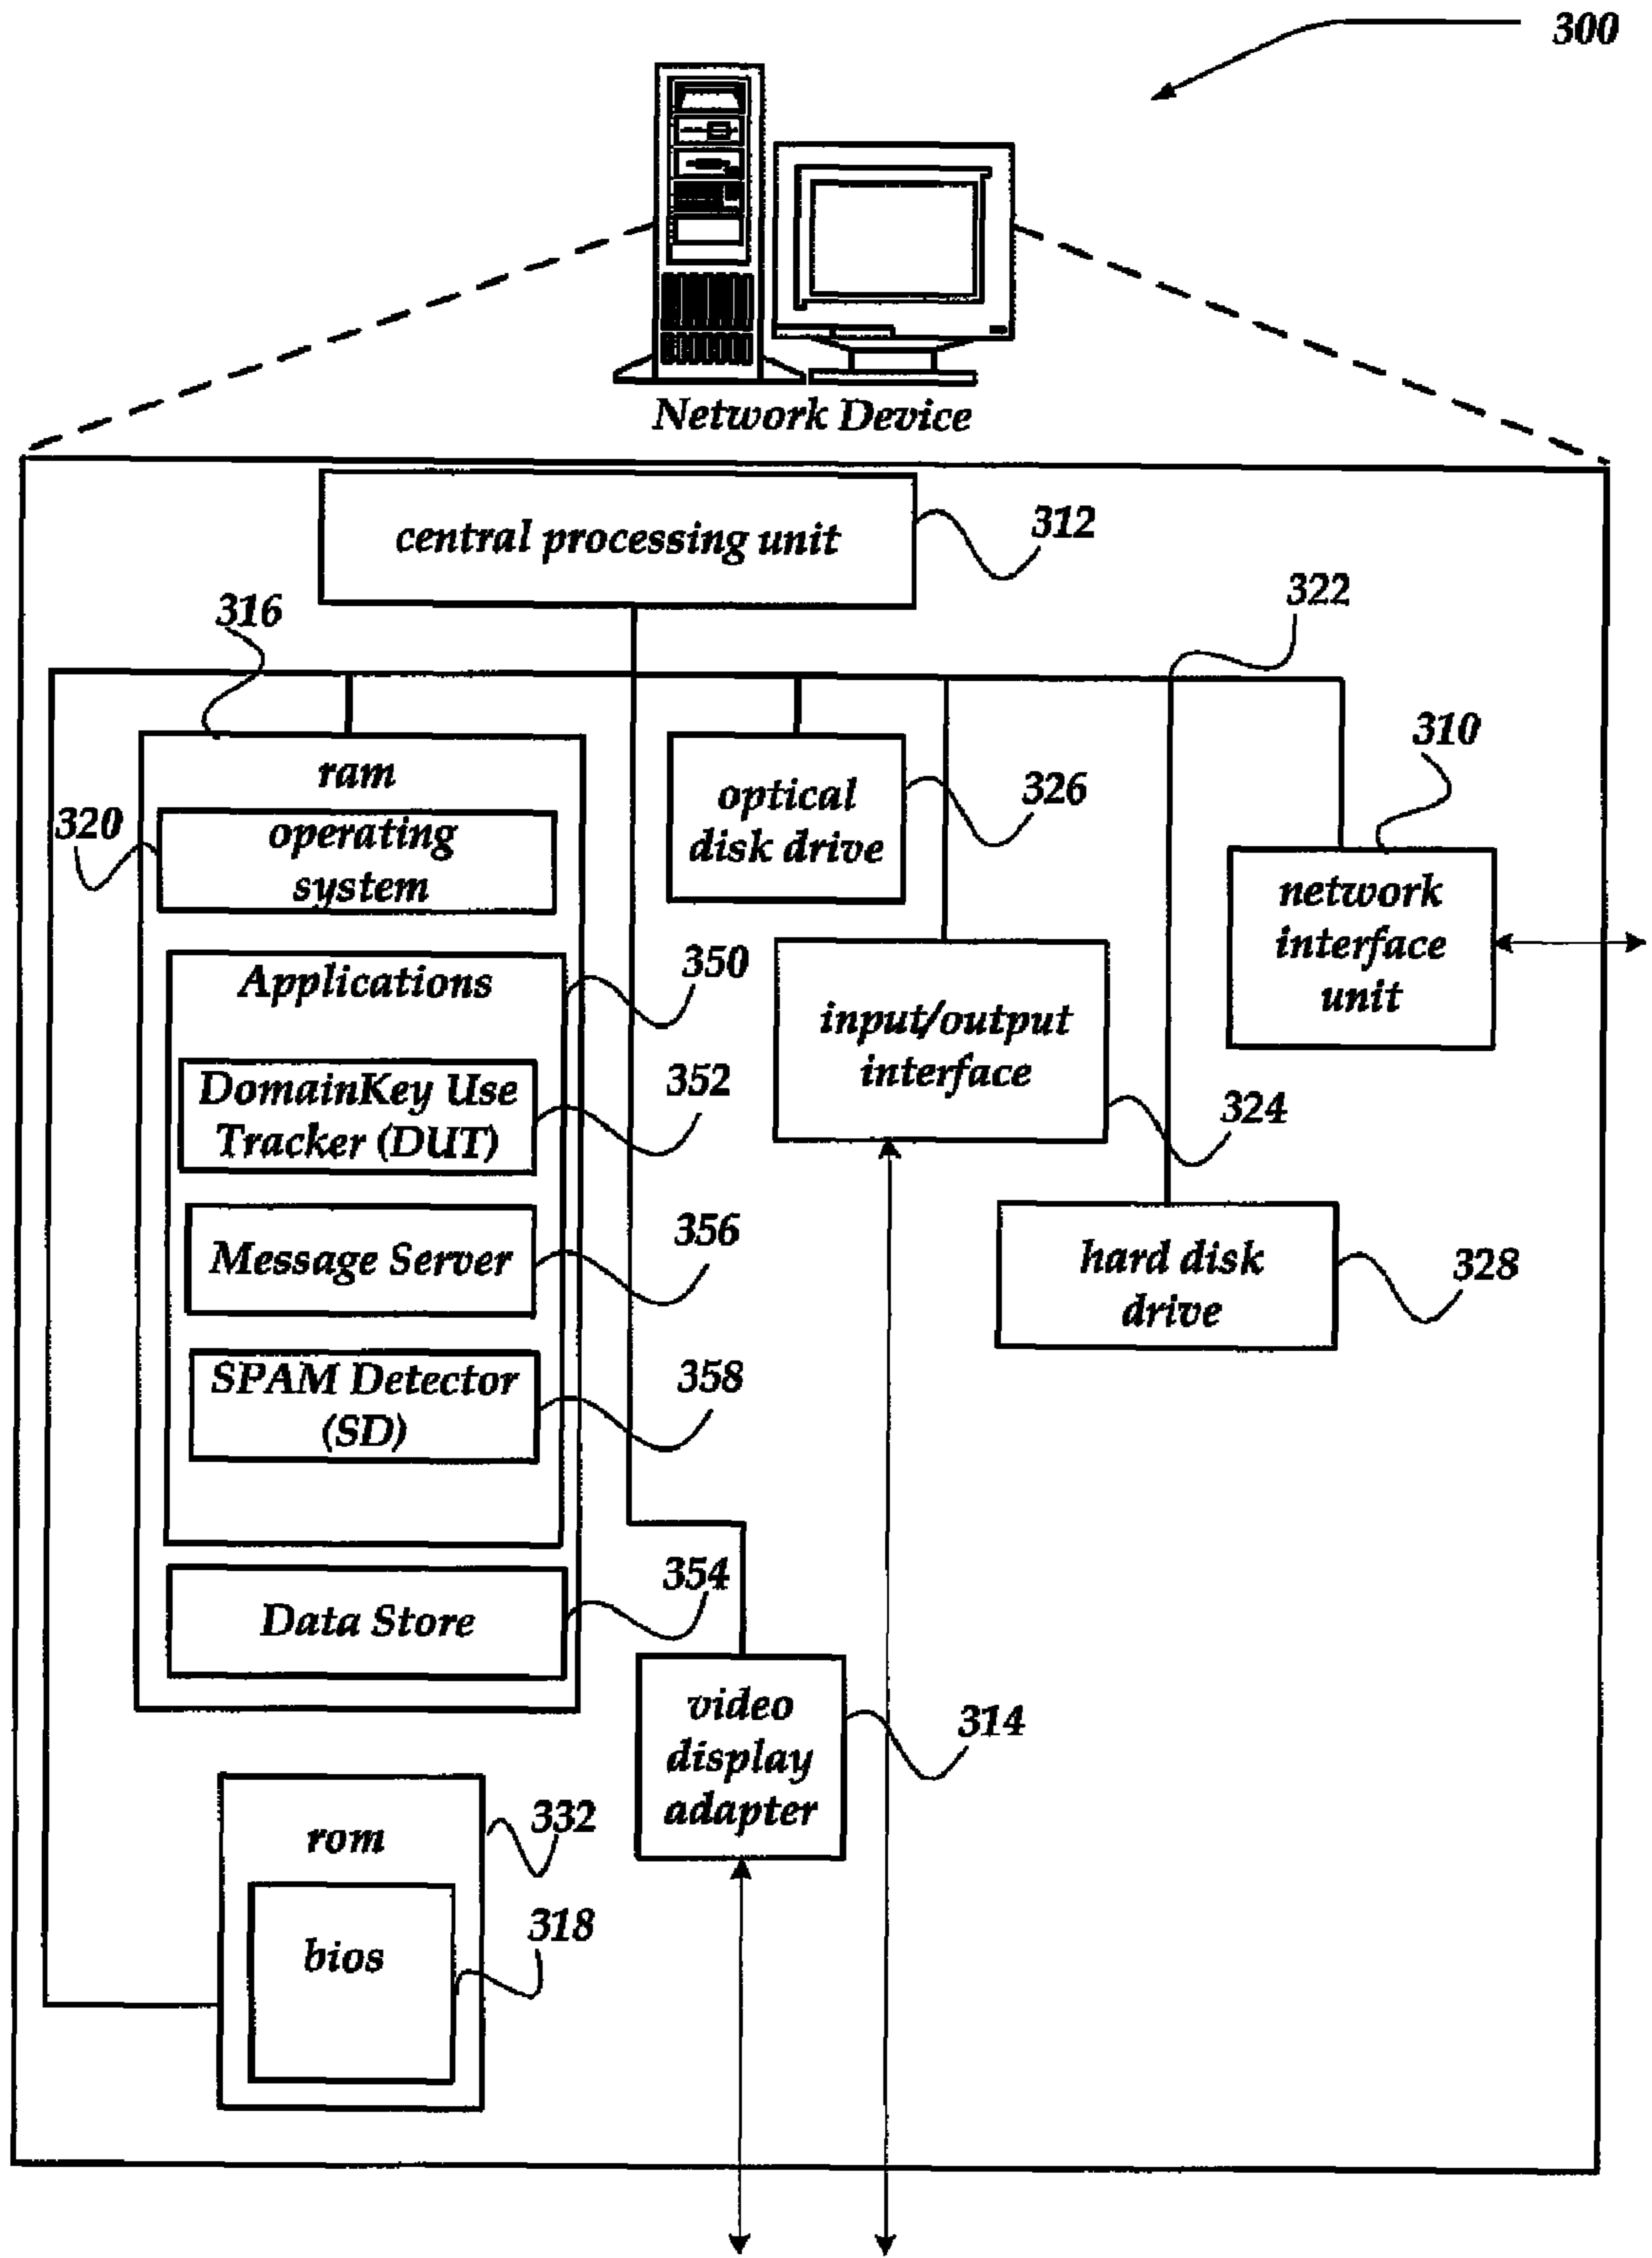 300
Network Device
central processing unit
312
322
316
310
ram
320
operating
system
optical
disk drive
326
network
interface
unit
Applications
350
input/output
interface
324
DomainKey Use
Tracker (DUT)
352
Message Server
356
hard disk
drive
328
SPAM Detector
(SD)
358
Data Store
354
video
display
adapter
314
rom
332
bios
318